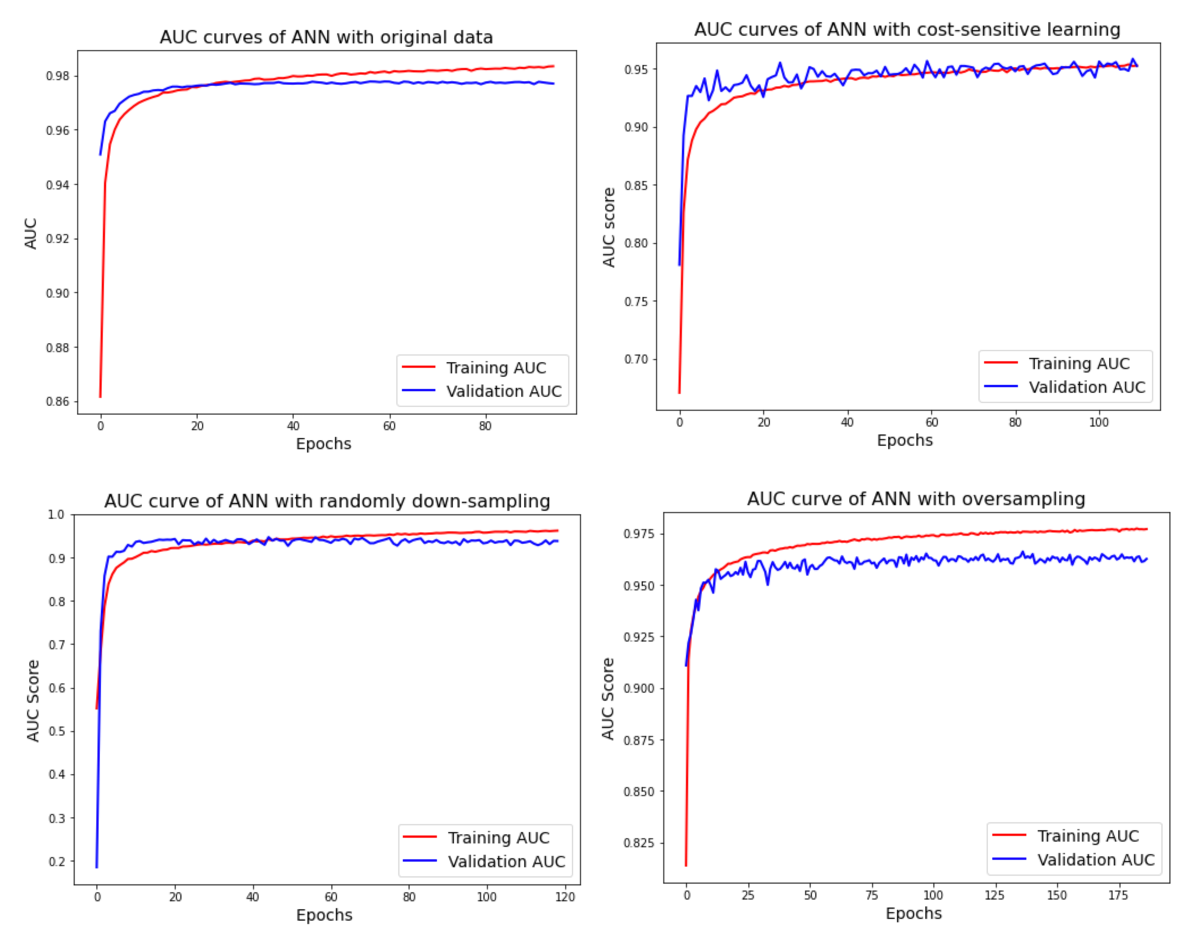 AUC curves of ANN with original data
AUC
0.98
0.96
0.94
0.92
0.90
0.88
0.86
0
20
40
60
80
Epochs
Training AUC
Validation AUC
AUC curves of ANN with cost-sensitive learning
AUC score
0.95
0.90
0.85
0.80
0.75
0.70
0
20
40
60
80
100
Epochs
Training AUC
Validation AUC
AUC curve of ANN with randomly down-sampling
AUC Score
1.0
0.9
0.8
0.7
0.6
0.5
0.4
0.3
0.2
0
20
40
60
80
100
120
Epochs
Training AUC
Validation AUC
AUC curve of ANN with oversampling
AUC Score
0.975
0.950
0.925
0.900
0.875
0.850
0.825
0
25
50
75
100
125
150
175
Epochs
Training AUC
Validation AUC